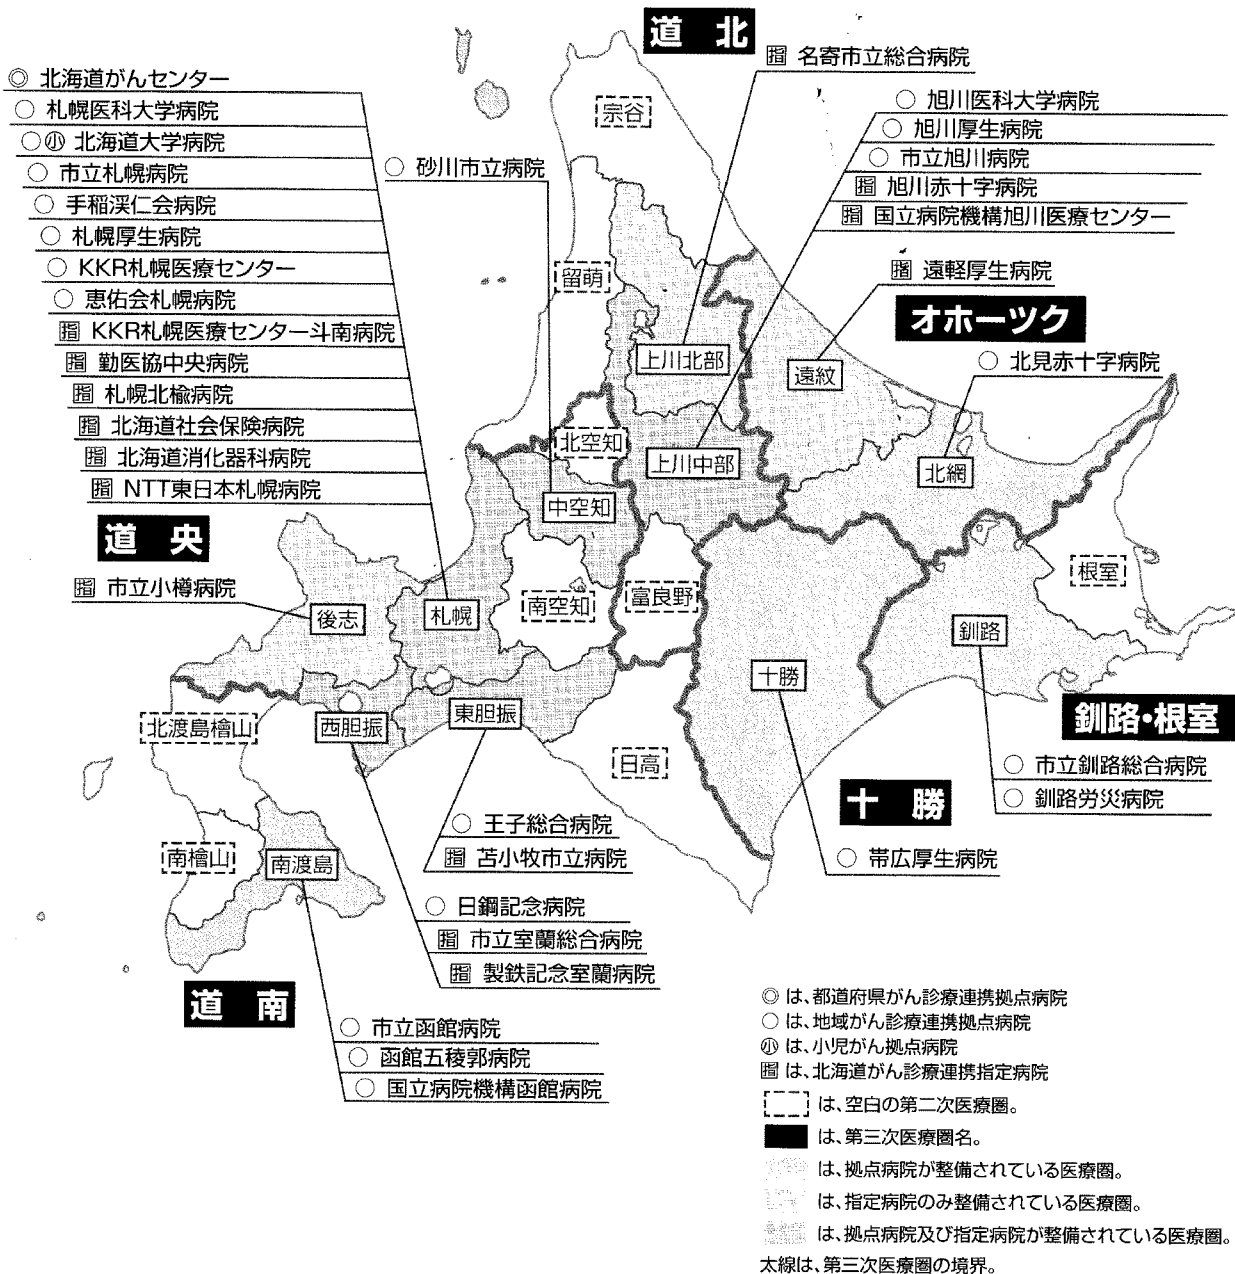 道　北
指 名寄市立総合病院
◎ 北海道がんセンター
○ 札幌医科大学病院
○小 北海道大学病院
○ 市立札幌病院
○ 手稲渓仁会病院
○ 札幌厚生病院
○ KKR札幌医療センター
○ 恵佑会札幌病院
指 KKR札幌医療センター斗南病院
指 勤医協中央病院
指 札幌北楡病院
指 北海道社会保険病院
指 北海道消化器科病院
指 NTT東日本札幌病院
○ 砂川市立病院
○ 旭川医科大学病院
○ 旭川厚生病院
○ 市立旭川病院
指 旭川赤十字病院
指 国立病院機構旭川医療センター
指 遠軽厚生病院
オホーツク
○ 北見赤十字病院
宗谷
留萌
上川北部
遠紋
北空知
上川中部
北網
中空知
道　央
指 市立小樽病院
後志
札幌
南空知
富良野
根室
釧路
十勝
北渡島檜山
西胆振
東胆振
日高
釧路・根室
○ 市立釧路総合病院
○ 釧路労災病院
十　勝
○ 帯広厚生病院
○ 王子総合病院
指 苫小牧市立病院
南檜山
南渡島
○ 日鋼記念病院
指 市立室蘭総合病院
指 製鉄記念室蘭病院
道　南
○ 市立函館病院
○ 函館五稜郭病院
○ 国立病院機構函館病院
◎ は、都道府県がん診療連携拠点病院
○ は、地域がん診療連携拠点病院
小 は、小児がん拠点病院
指 は、北海道がん診療連携指定病院
は、空白の第二次医療圏。
は、第三次医療圏名。
は、拠点病院が整備されている医療圏。
は、指定病院のみ整備されている医療圏。
は、拠点病院及び指定病院が整備されている医療圏。
太線は、第三次医療圏の境界。